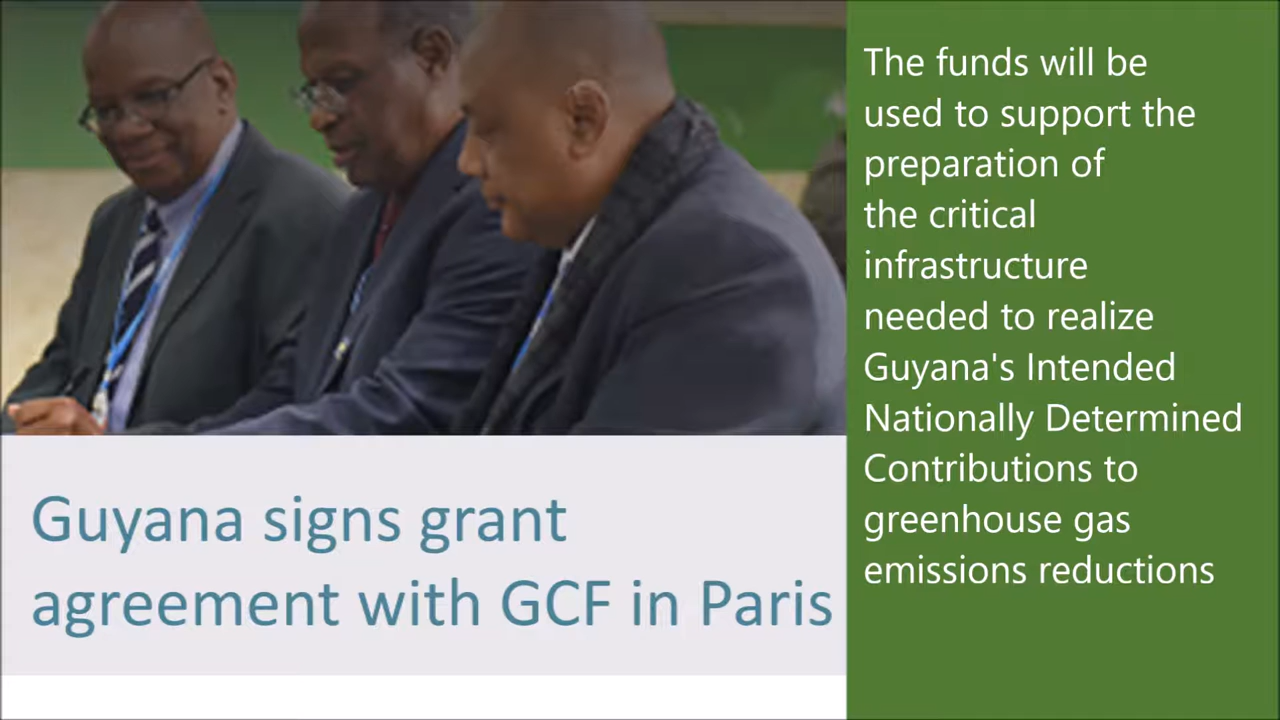 Guyana signs grant
agreement with GCF in Paris
The funds will be
used to support the
preparation of
the critical
infrastructure
needed to realize
Guyana's Intended
Nationally Determined
Contributions to
greenhouse gas
emissions reductions